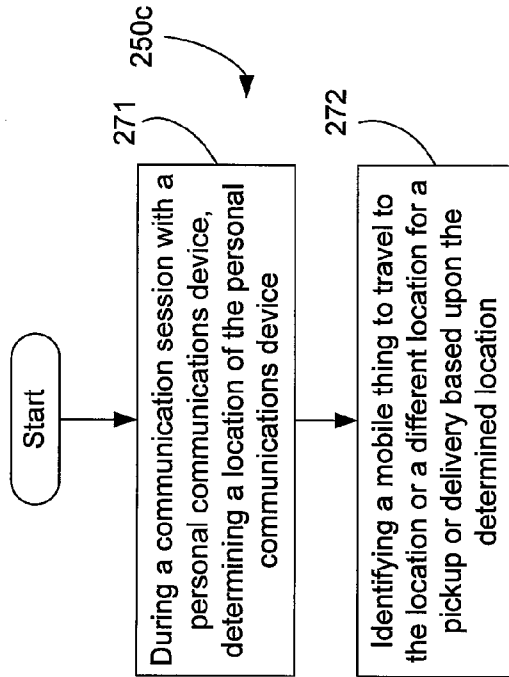 Start
250c
271
During a communication session with a
personal communications device,
determining a location of the personal
communications device
272
Identifying a mobile thing to travel to
the location or a different location for a
pickup or delivery based upon the
determined location